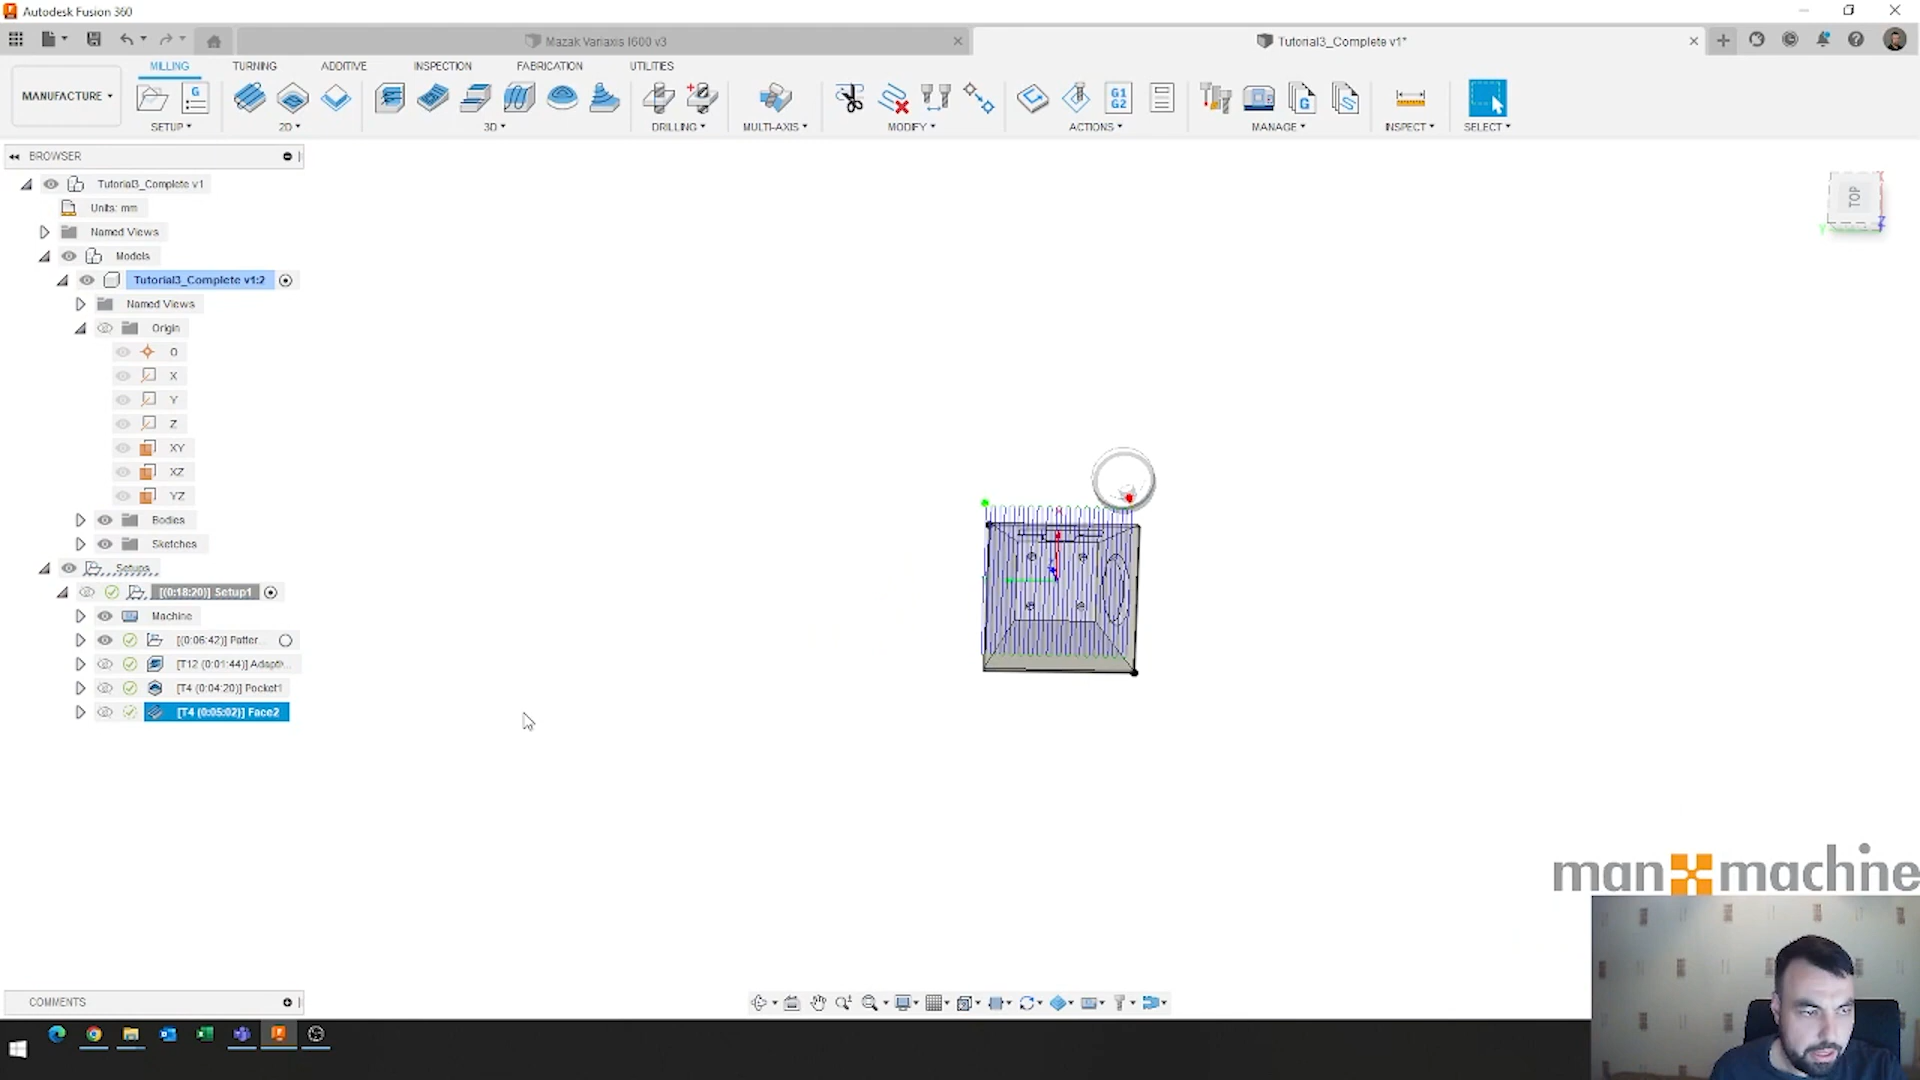 Autodesk Fusion 360
Mazak Variaxis I600 v3
Tutorial3_Complete v1*
MANUFACTURE
MILLING
TURNING
ADDITIVE
INSPECTION
FABRICATION
UTILITIES
SETUP
2D
3D
DRILLING
MULTI-AXIS
MODIFY
ACTIONS
MANAGE
INSPECT
SELECT
G
G1
G2
G
BROWSER
Tutorial3_Complete v1
Units: mm
Named Views
Models
Tutorial3_Complete v1:2
Named Views
Origin
O
X
Y
Z
XY
XZ
YZ
Bodies
Sketches
Setups
[(0:18:20)] Setup1
Machine
[(0:06:42)] Patter...
[T12 (0:01:44)] Adapti...
[T4 (0:04:20)] Pocket1
[T4 (0:05:02)] Face2
TOP
X
Y
Z
man machine
COMMENTS